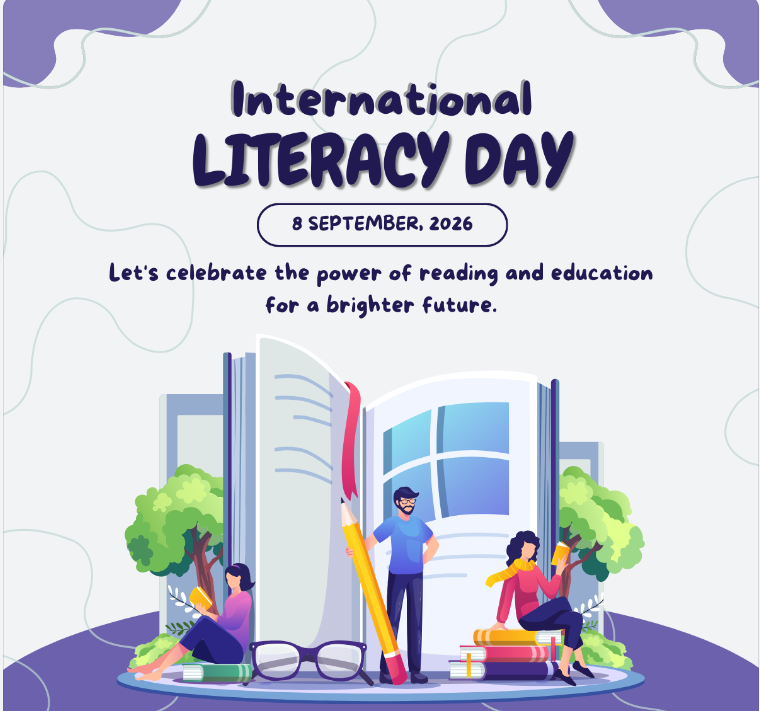 International
LITERACY DAY
8 SEPTEMBER, 2026
Let's celebrate the power of reading and education
for a brighter future.